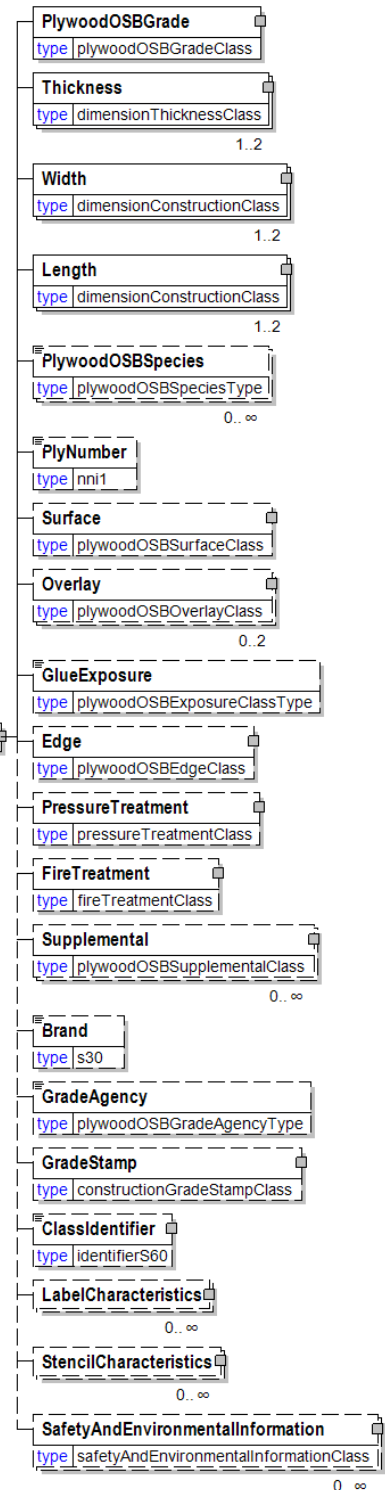 PlywoodOSBGrade
type plywoodOSBGradeClass
Thickness
type dimensionThicknessClass
1..2
Width
type dimensionConstructionClass
1..2
Length
type dimensionConstructionClass
1..2
PlywoodOSBSpecies
type plywoodOSBSpeciesType
0.. ∞
PlyNumber
type nni1
Surface
type plywoodOSBSurfaceClass
Overlay
type plywoodOSBOverlayClass
0..2
GlueExposure
type plywoodOSBExposureClassType
Edge
type plywoodOSBEdgeClass
PressureTreatment
type pressureTreatmentClass
FireTreatment
type fireTreatmentClass
Supplemental
type plywoodOSBSupplementalClass
0.. ∞
Brand
type s30
GradeAgency
type plywoodOSBGradeAgencyType
GradeStamp
type constructionGradeStampClass
ClassIdentifier
type identifierS60
LabelCharacteristics
0.. ∞
StencilCharacteristics
0.. ∞
SafetyAndEnvironmentalInformation
type safetyAndEnvironmentalInformationClass
0.. ∞